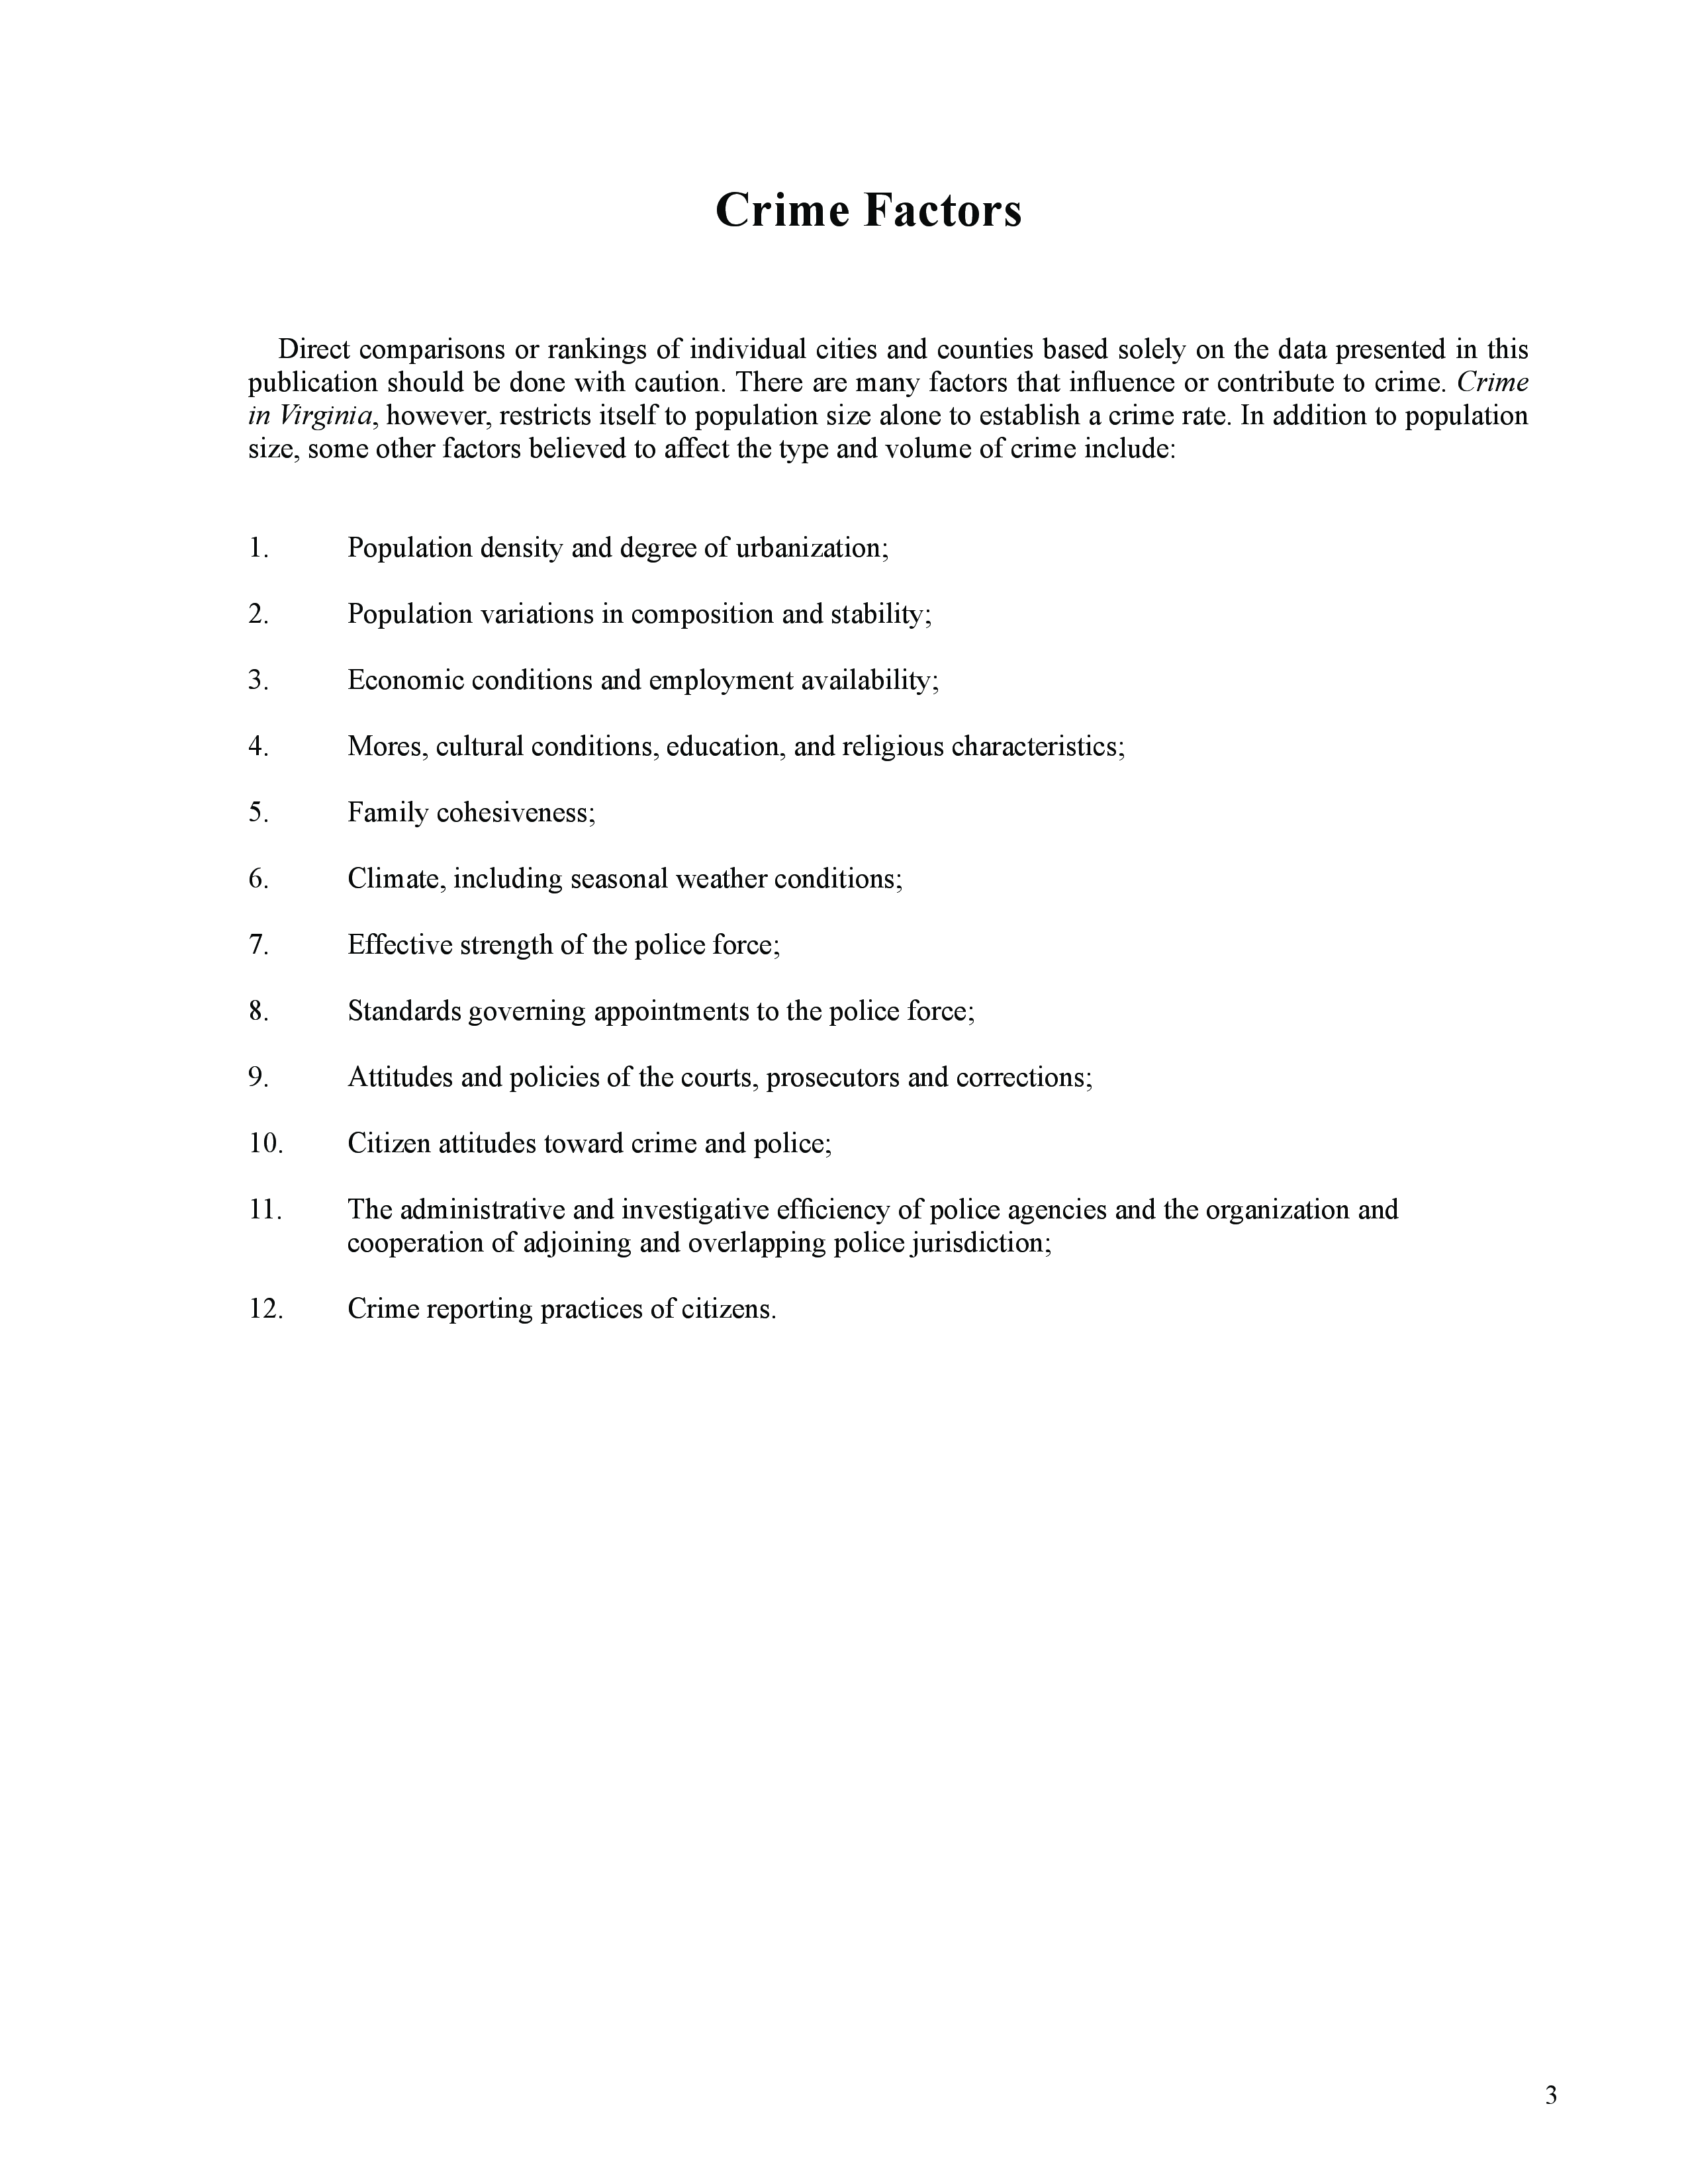 Crime Factors
Direct comparisons or rankings of individual cities and counties based solely on the data presented in this
publication should be done with caution. There are many factors that influence or contribute to crime. Crime
in Virginia, however, restricts itself to population size alone to establish a crime rate. In addition to population
size, some other factors believed to affect the type and volume of crime include:
1. Population density and degree of urbanization;
2. Population variations in composition and stability;
3. Economic conditions and employment availability;
4. Mores, cultural conditions, education, and religious characteristics;
5. Family cohesiveness;
6. Climate, including seasonal weather conditions;
7. Effective strength of the police force;
8. Standards governing appointments to the police force;
9. Attitudes and policies of the courts, prosecutors and corrections;
10. Citizen attitudes toward crime and police;
11. The administrative and investigative efficiency of police agencies and the organization and
cooperation of adjoining and overlapping police jurisdiction;
12. Crime reporting practices of citizens.
3